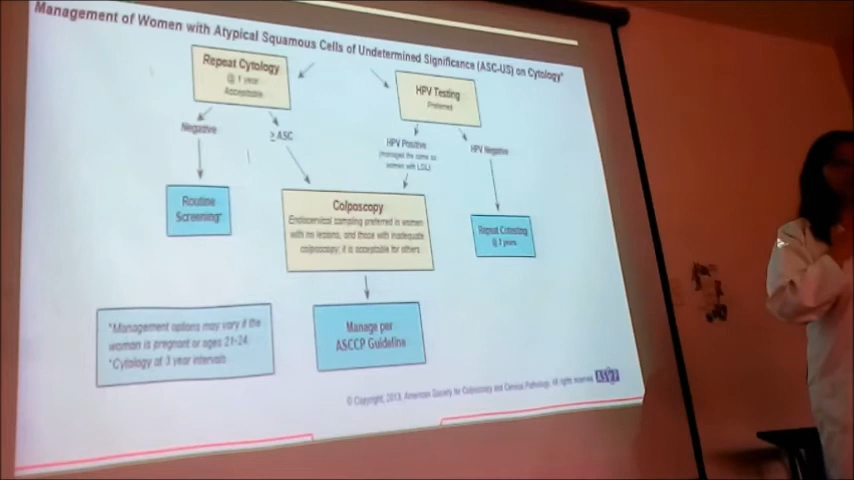 Management of Women with Atypical Squamous Cells of Undetermined Significance (ASC-US) on Cytology*
Repeat Cytology
@ 1 year
Acceptable
HPV Testing
Preferred
Negative
≥ ASC
HPV Positive
(managed the same as
women with LSIL)
HPV Negative
Routine
Screening⁺
Colposcopy
Endocervical sampling preferred in women
with no lesions, and those with inadequate
colposcopy; it is acceptable for others
Repeat Cotesting
@ 3 years
*Management options may vary if the
woman is pregnant or ages 21-24.
⁺Cytology at 3 year intervals
Manage per
ASCCP Guideline
© Copyright, 2013, American Society for Colposcopy and Cervical Pathology. All rights reserved.